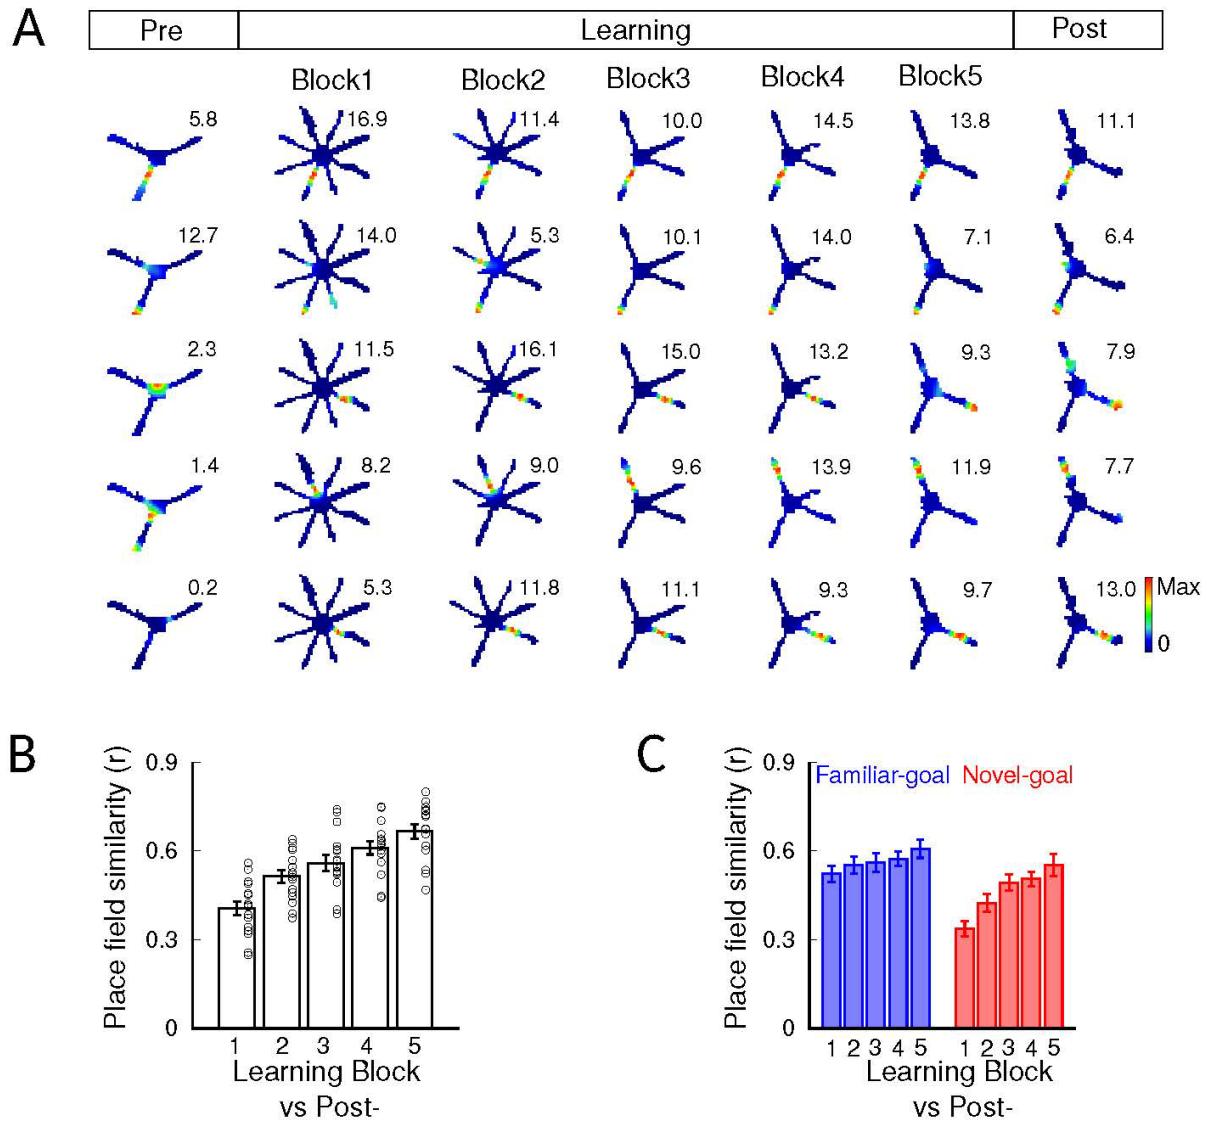 A
Pre Learning Post
Block1 Block2 Block3 Block4 Block5
5.8 16.9 11.4 10.0 14.5 13.8 11.1
12.7 14.0 5.3 10.1 14.0 7.1 6.4
2.3 11.5 16.1 15.0 13.2 9.3 7.9
1.4 8.2 9.0 9.6 13.9 11.9 7.7
0.2 5.3 11.8 11.1 9.3 9.7 13.0 Max
0
B
Place field similarity (r)
0.9
0.6
0.3
0
1 2 3 4 5
Learning Block
vs Post-
C
Place field similarity (r)
0.9
0.6
0.3
0
Familiar-goal Novel-goal
1 2 3 4 5 1 2 3 4 5
Learning Block
vs Post-